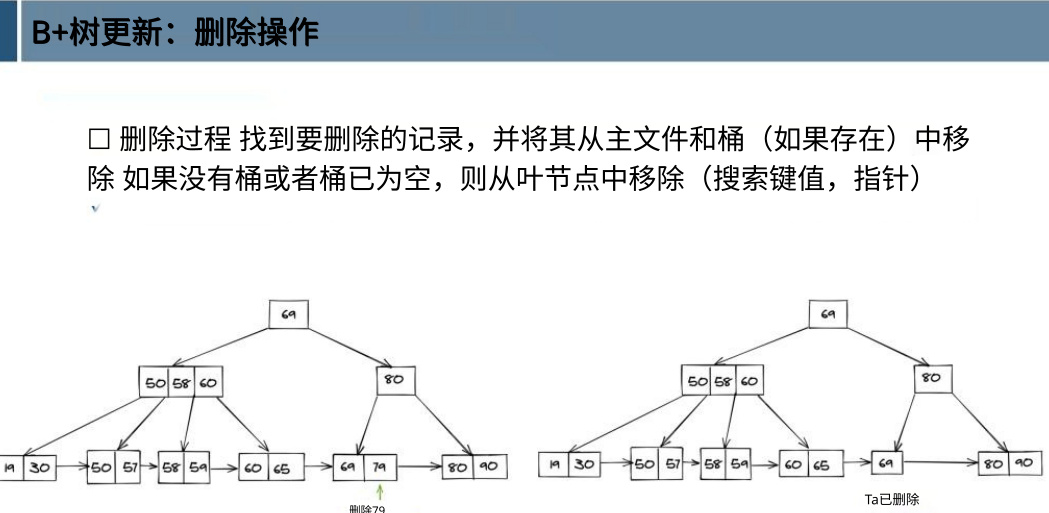 B+树更新：删除操作
□ 删除过程 找到要删除的记录，并将其从主文件和桶（如果存在）中移
除 如果没有桶或者桶已为空，则从叶节点中移除（搜索键值，指针）
69 69
50 58 60 80 50 58 60 80
19 30 50 57 58 59 60 65 69 79 80 90 19 30 50 57 58 59 60 65 69 80 90
删除79 Ta已删除